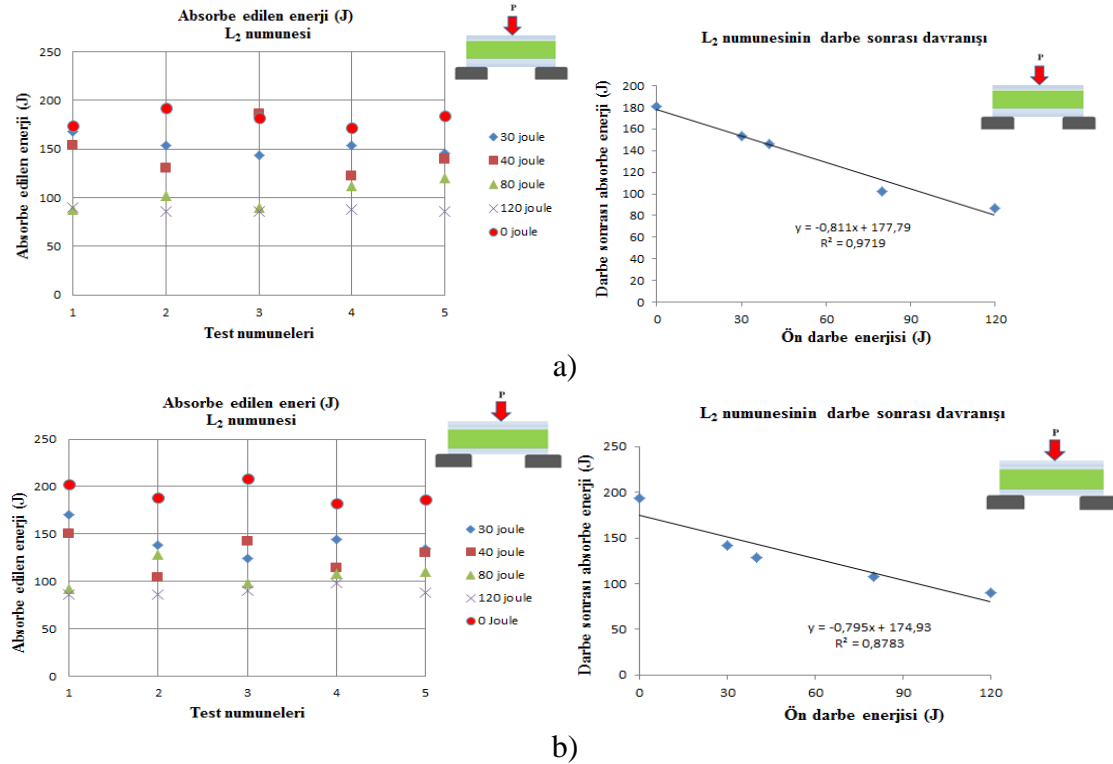 Absorbe edilen enerji (J)
L₂ numunesi
P
Absorbe edilen enerji (J)
250
200
150
100
50
0
1
2
3
4
5
Test numuneleri
30 joule
40 joule
80 joule
120 joule
0 joule
L₂ numunesinin darbe sonrası davranışı
P
Darbe sonrası absorbe enerji (J)
200
180
160
140
120
100
80
60
40
20
0
0
30
60
90
120
y = -0,811x + 177,79
R² = 0,9719
Ön darbe enerjisi (J)
a)
Absorbe edilen eneri (J)
L₂ numunesi
P
Absorbe edilen enerji (J)
250
200
150
100
50
0
1
2
3
4
5
Test numuneleri
30 joule
40 joule
80 joule
120 joule
0 Joule
L₂ numunesinin darbe sonrası davranışı
P
Darbe sonrası absorbe enerji (J)
250
200
150
100
50
0
0
30
60
90
120
y = -0,795x + 174,93
R² = 0,8783
Ön darbe enerjisi (J)
b)